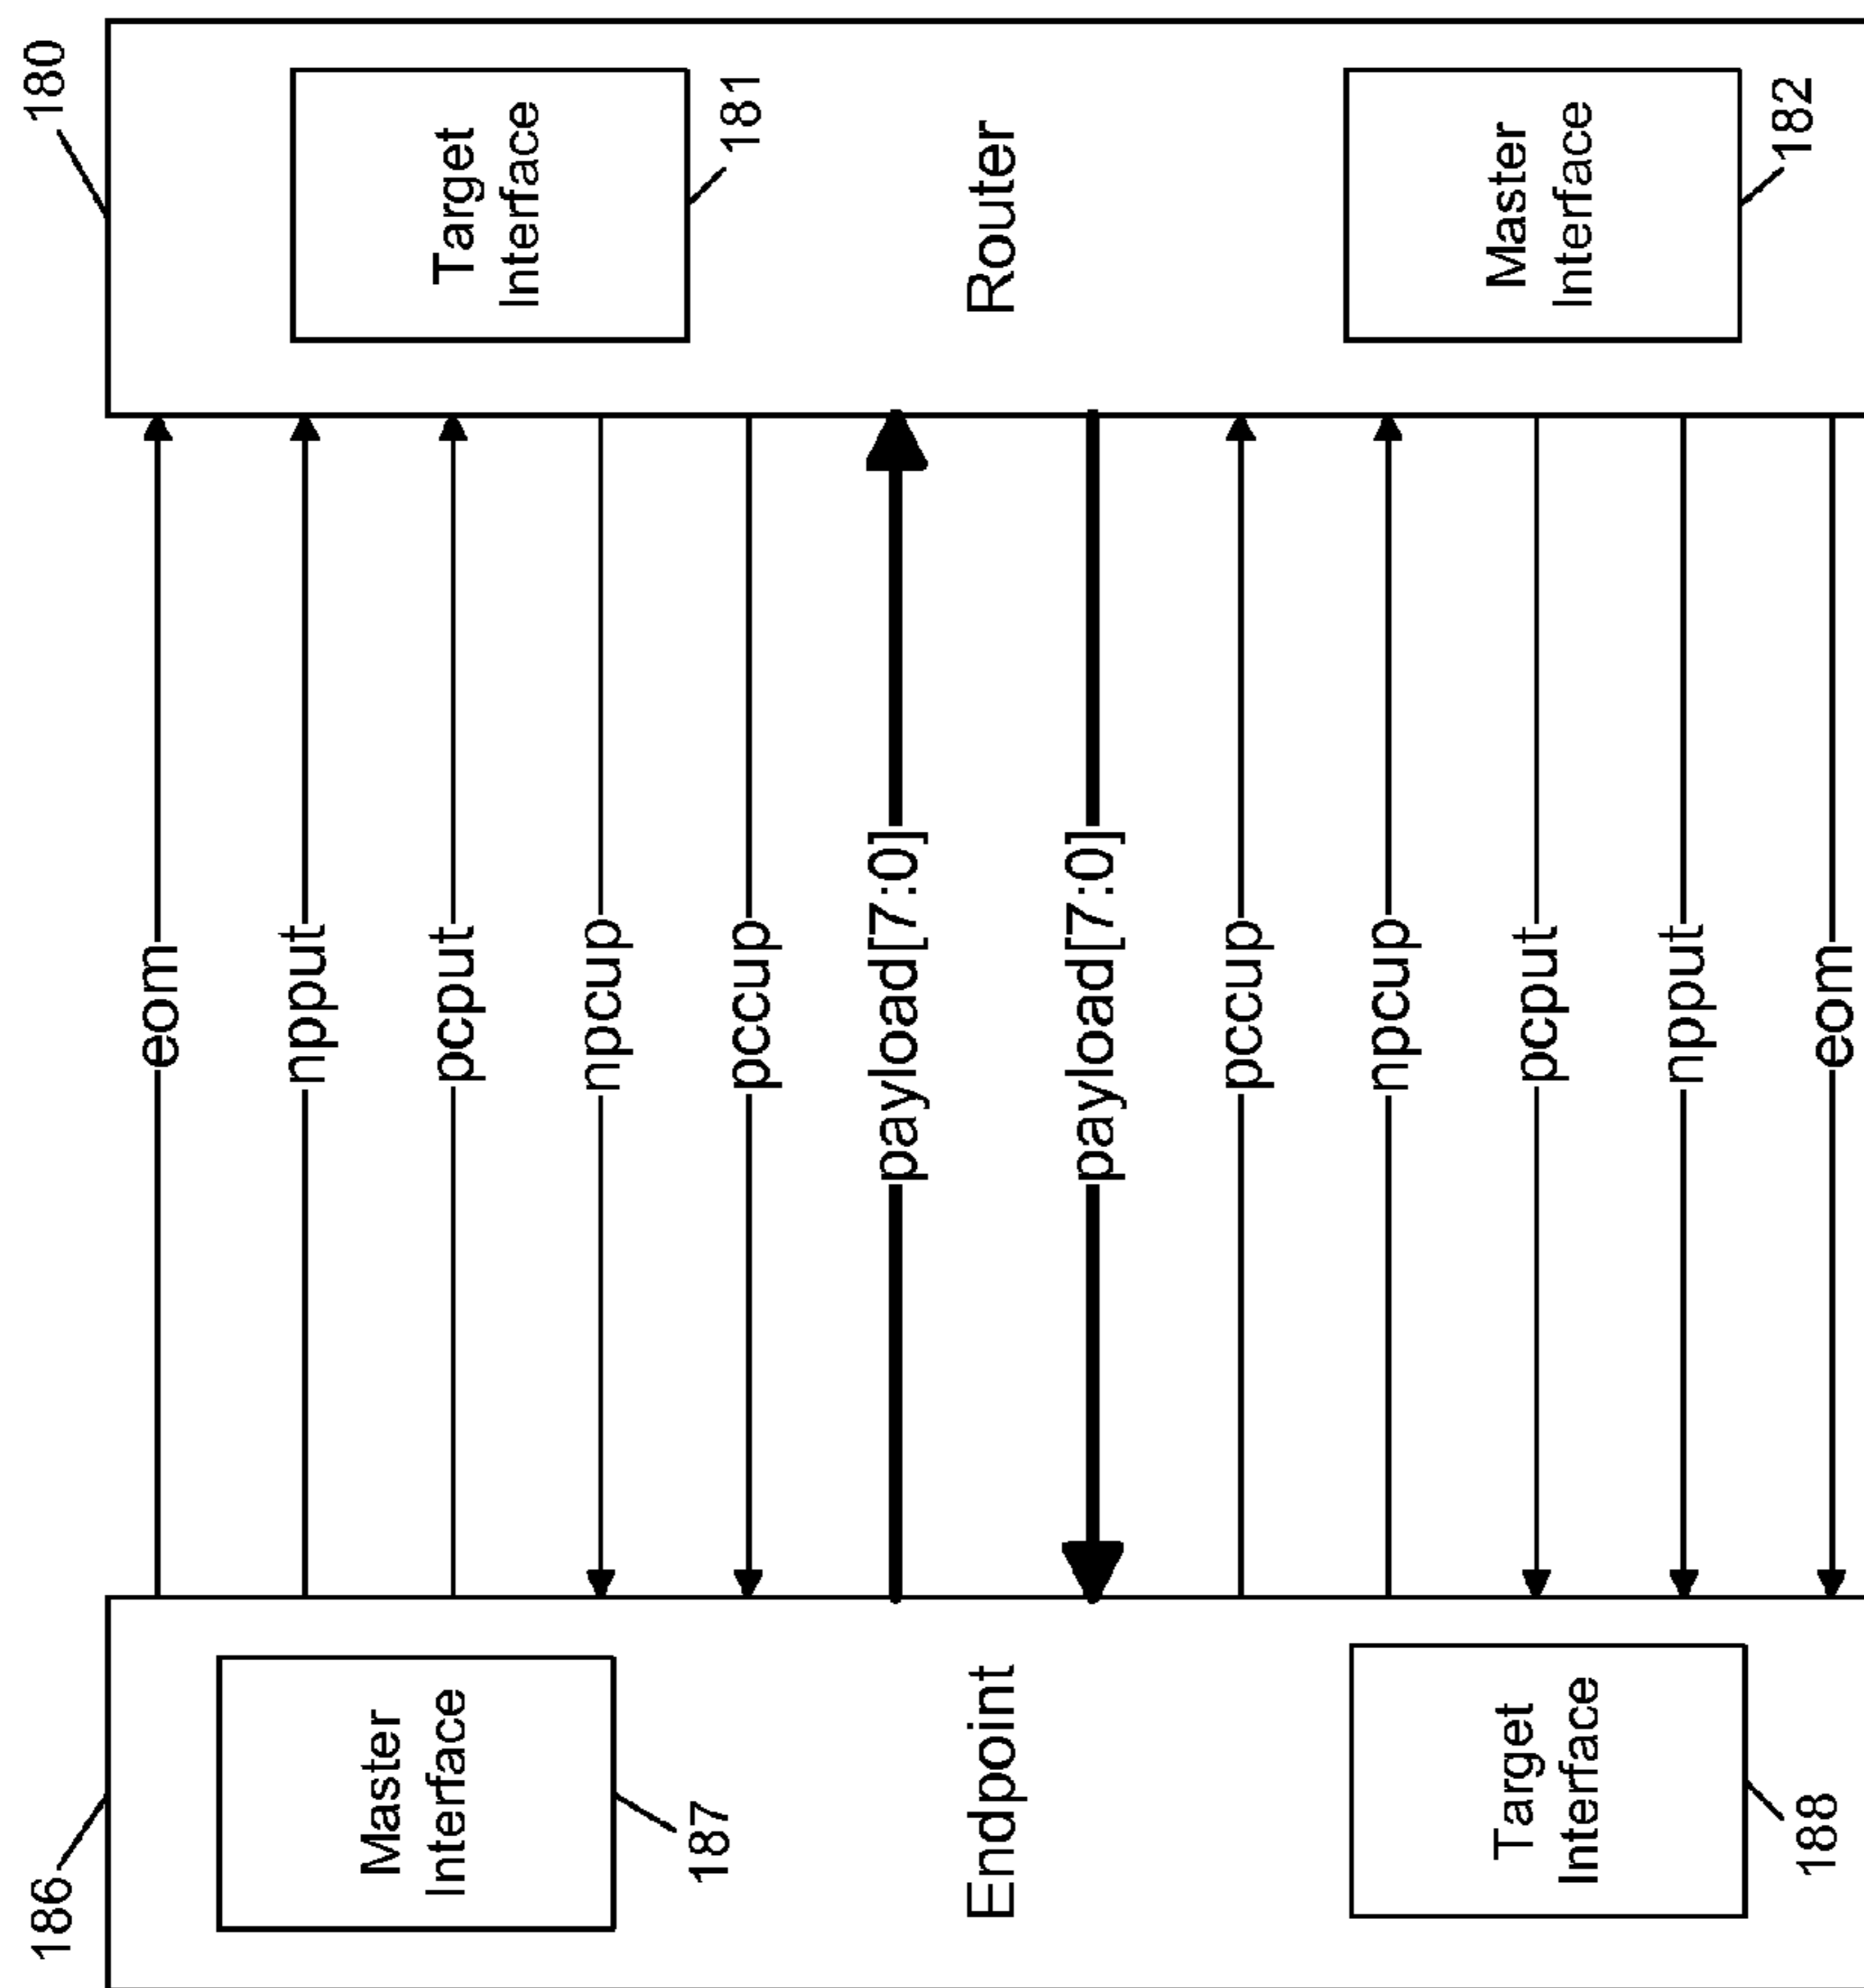 186
Master
Interface
187
Endpoint
Target
Interface
188
eom
npput
pcput
npcup
pccup
payload[7:0]
payload[7:0]
pccup
npcup
pcput
npput
eom
180
Target
Interface
181
Router
Master
Interface
182